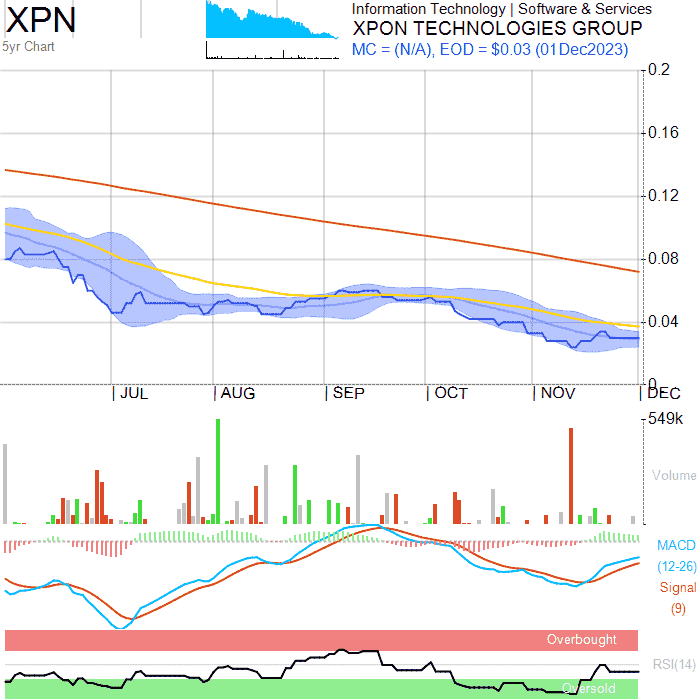 XPN
5yr Chart
Information Technology | Software & Services
XPON TECHNOLOGIES GROUP
MC = (N/A), EOD = $0.03 (01Dec2023)
0.2
0.16
0.12
0.08
0.04
0
JUL
AUG
SEP
OCT
NOV
DEC
549k
Volume
MACD
(12-26)
Signal
(9)
Overbought
RSI(14)
Oversold